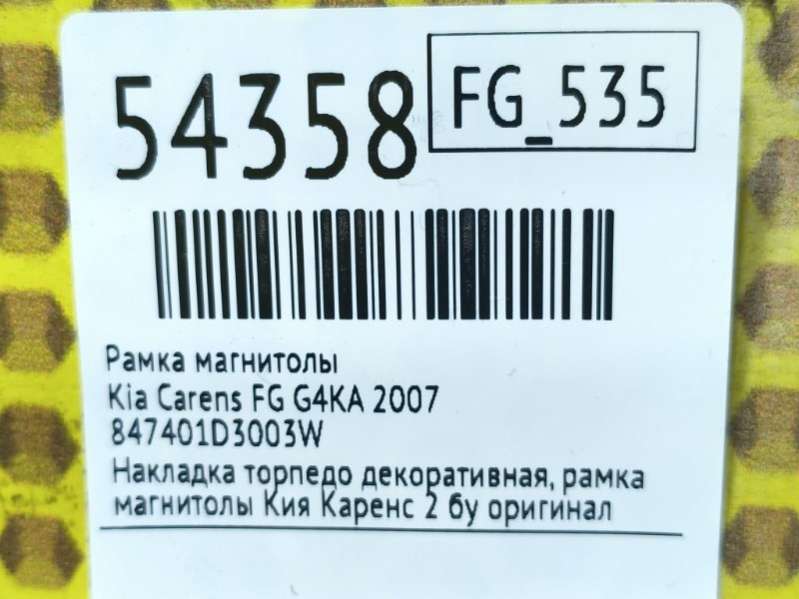 54358
FG_535
Рамка магнитолы
Kia Carens FG G4KA 2007
847401D3003W
Накладка торпедо декоративная, рамка
магнитолы Кия Каренс 2 бу оригинал